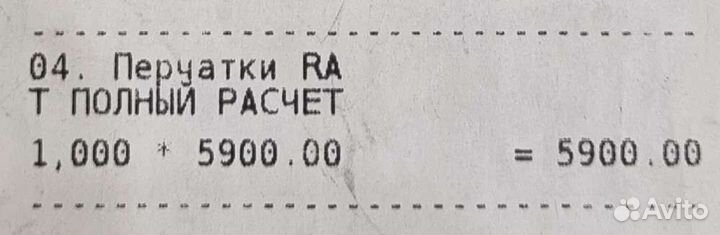 04. Перчатки RA
Т ПОЛНЫЙ РАСЧЕТ
1,000 * 5900.00 = 5900.00
Avito